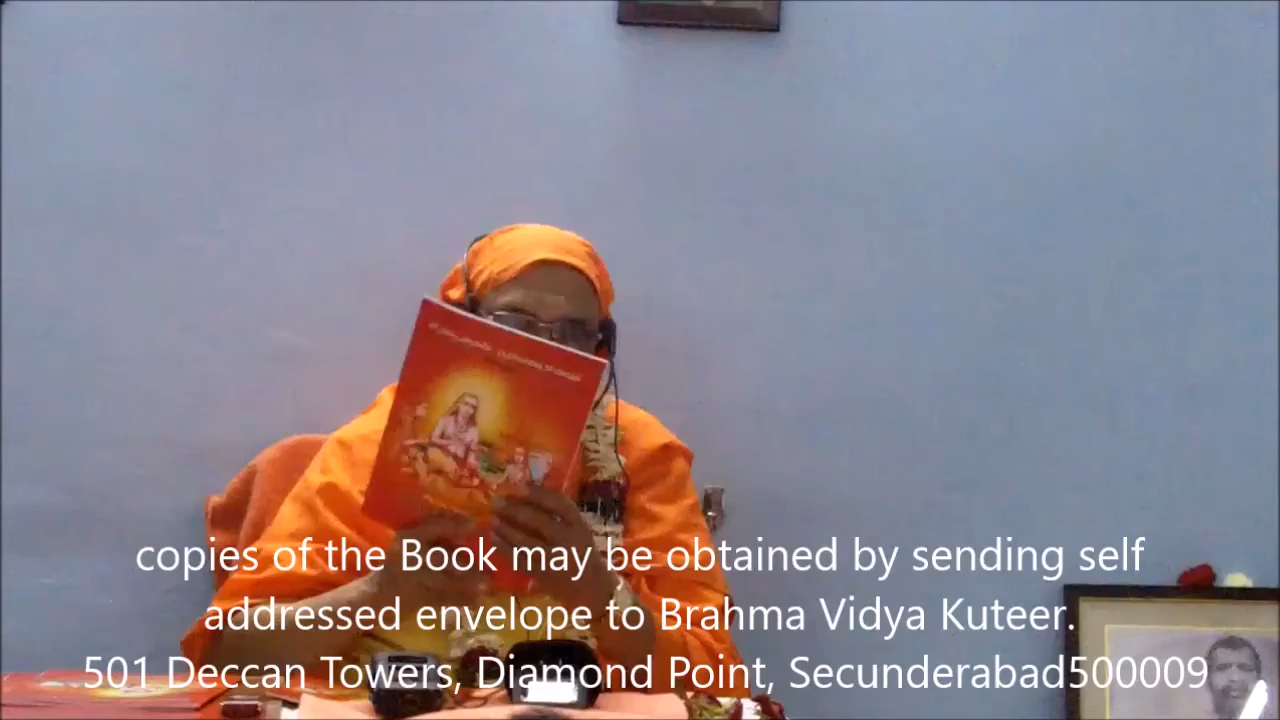 copies of the Book may be obtained by sending self
addressed envelope to Brahma Vidya Kuteer.
501 Deccan Towers, Diamond Point, Secunderabad500009